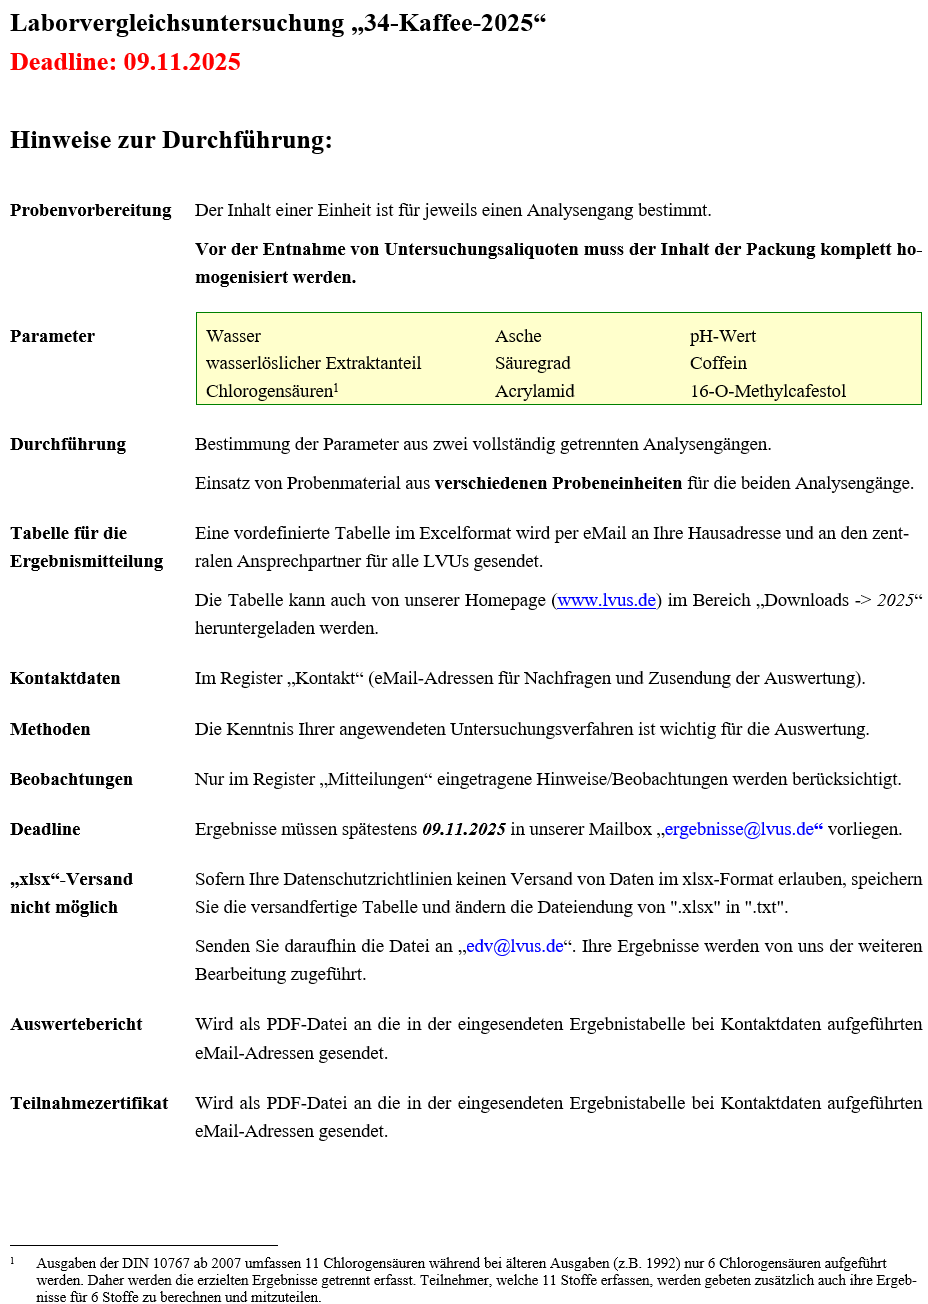 Laborvergleichsuntersuchung „34-Kaffee-2025“
Deadline: 09.11.2025
Hinweise zur Durchführung:
Probenvorbereitung Der Inhalt einer Einheit ist für jeweils einen Analysengang bestimmt.
Vor der Entnahme von Untersuchungsaliquoten muss der Inhalt der Packung komplett ho-
mogenisiert werden.
Parameter Wasser Asche pH-Wert
wasserlöslicher Extraktanteil Säuregrad Coffein
Chlorogensäuren¹ Acrylamid 16-O-Methylcafestol
Durchführung Bestimmung der Parameter aus zwei vollständig getrennten Analysengängen.
Einsatz von Probenmaterial aus verschiedenen Probeneinheiten für die beiden Analysengänge.
Tabelle für die Eine vordefinierte Tabelle im Excelformat wird per eMail an Ihre Hausadresse und an den zent-
Ergebnismitteilung ralen Ansprechpartner für alle LVUs gesendet.
Die Tabelle kann auch von unserer Homepage (www.lvus.de) im Bereich „Downloads -> 2025“
heruntergeladen werden.
Kontaktdaten Im Register „Kontakt“ (eMail-Adressen für Nachfragen und Zusendung der Auswertung).
Methoden Die Kenntnis Ihrer angewendeten Untersuchungsverfahren ist wichtig für die Auswertung.
Beobachtungen Nur im Register „Mitteilungen“ eingetragene Hinweise/Beobachtungen werden berücksichtigt.
Deadline Ergebnisse müssen spätestens 09.11.2025 in unserer Mailbox „ergebnisse@lvus.de“ vorliegen.
„xlsx“-Versand Sofern Ihre Datenschutzrichtlinien keinen Versand von Daten im xlsx-Format erlauben, speichern
nicht möglich Sie die versandfertige Tabelle und ändern die Dateiendung von ".xlsx" in ".txt".
Senden Sie daraufhin die Datei an „edv@lvus.de“. Ihre Ergebnisse werden von uns der weiteren
Bearbeitung zugeführt.
Auswertebericht Wird als PDF-Datei an die in der eingesendeten Ergebnistabelle bei Kontaktdaten aufgeführten
eMail-Adressen gesendet.
Teilnahmezertifikat Wird als PDF-Datei an die in der eingesendeten Ergebnistabelle bei Kontaktdaten aufgeführten
eMail-Adressen gesendet.
¹ Ausgaben der DIN 10767 ab 2007 umfassen 11 Chlorogensäuren während bei älteren Ausgaben (z.B. 1992) nur 6 Chlorogensäuren aufgeführt
werden. Daher werden die erzielten Ergebnisse getrennt erfasst. Teilnehmer, welche 11 Stoffe erfassen, werden gebeten zusätzlich auch ihre Ergeb-
nisse für 6 Stoffe zu berechnen und mitzuteilen.